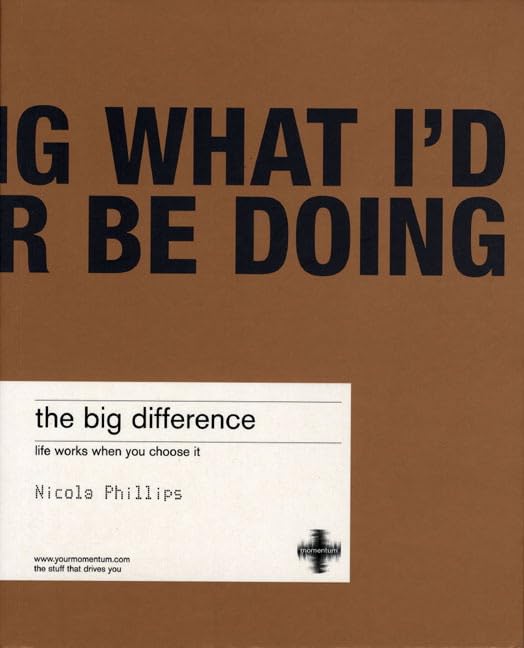 NG WHAT I'D
R BE DOING
the big difference
life works when you choose it
Nicola Phillips
www.yourmomentum.com
the stuff that drives you
momentum